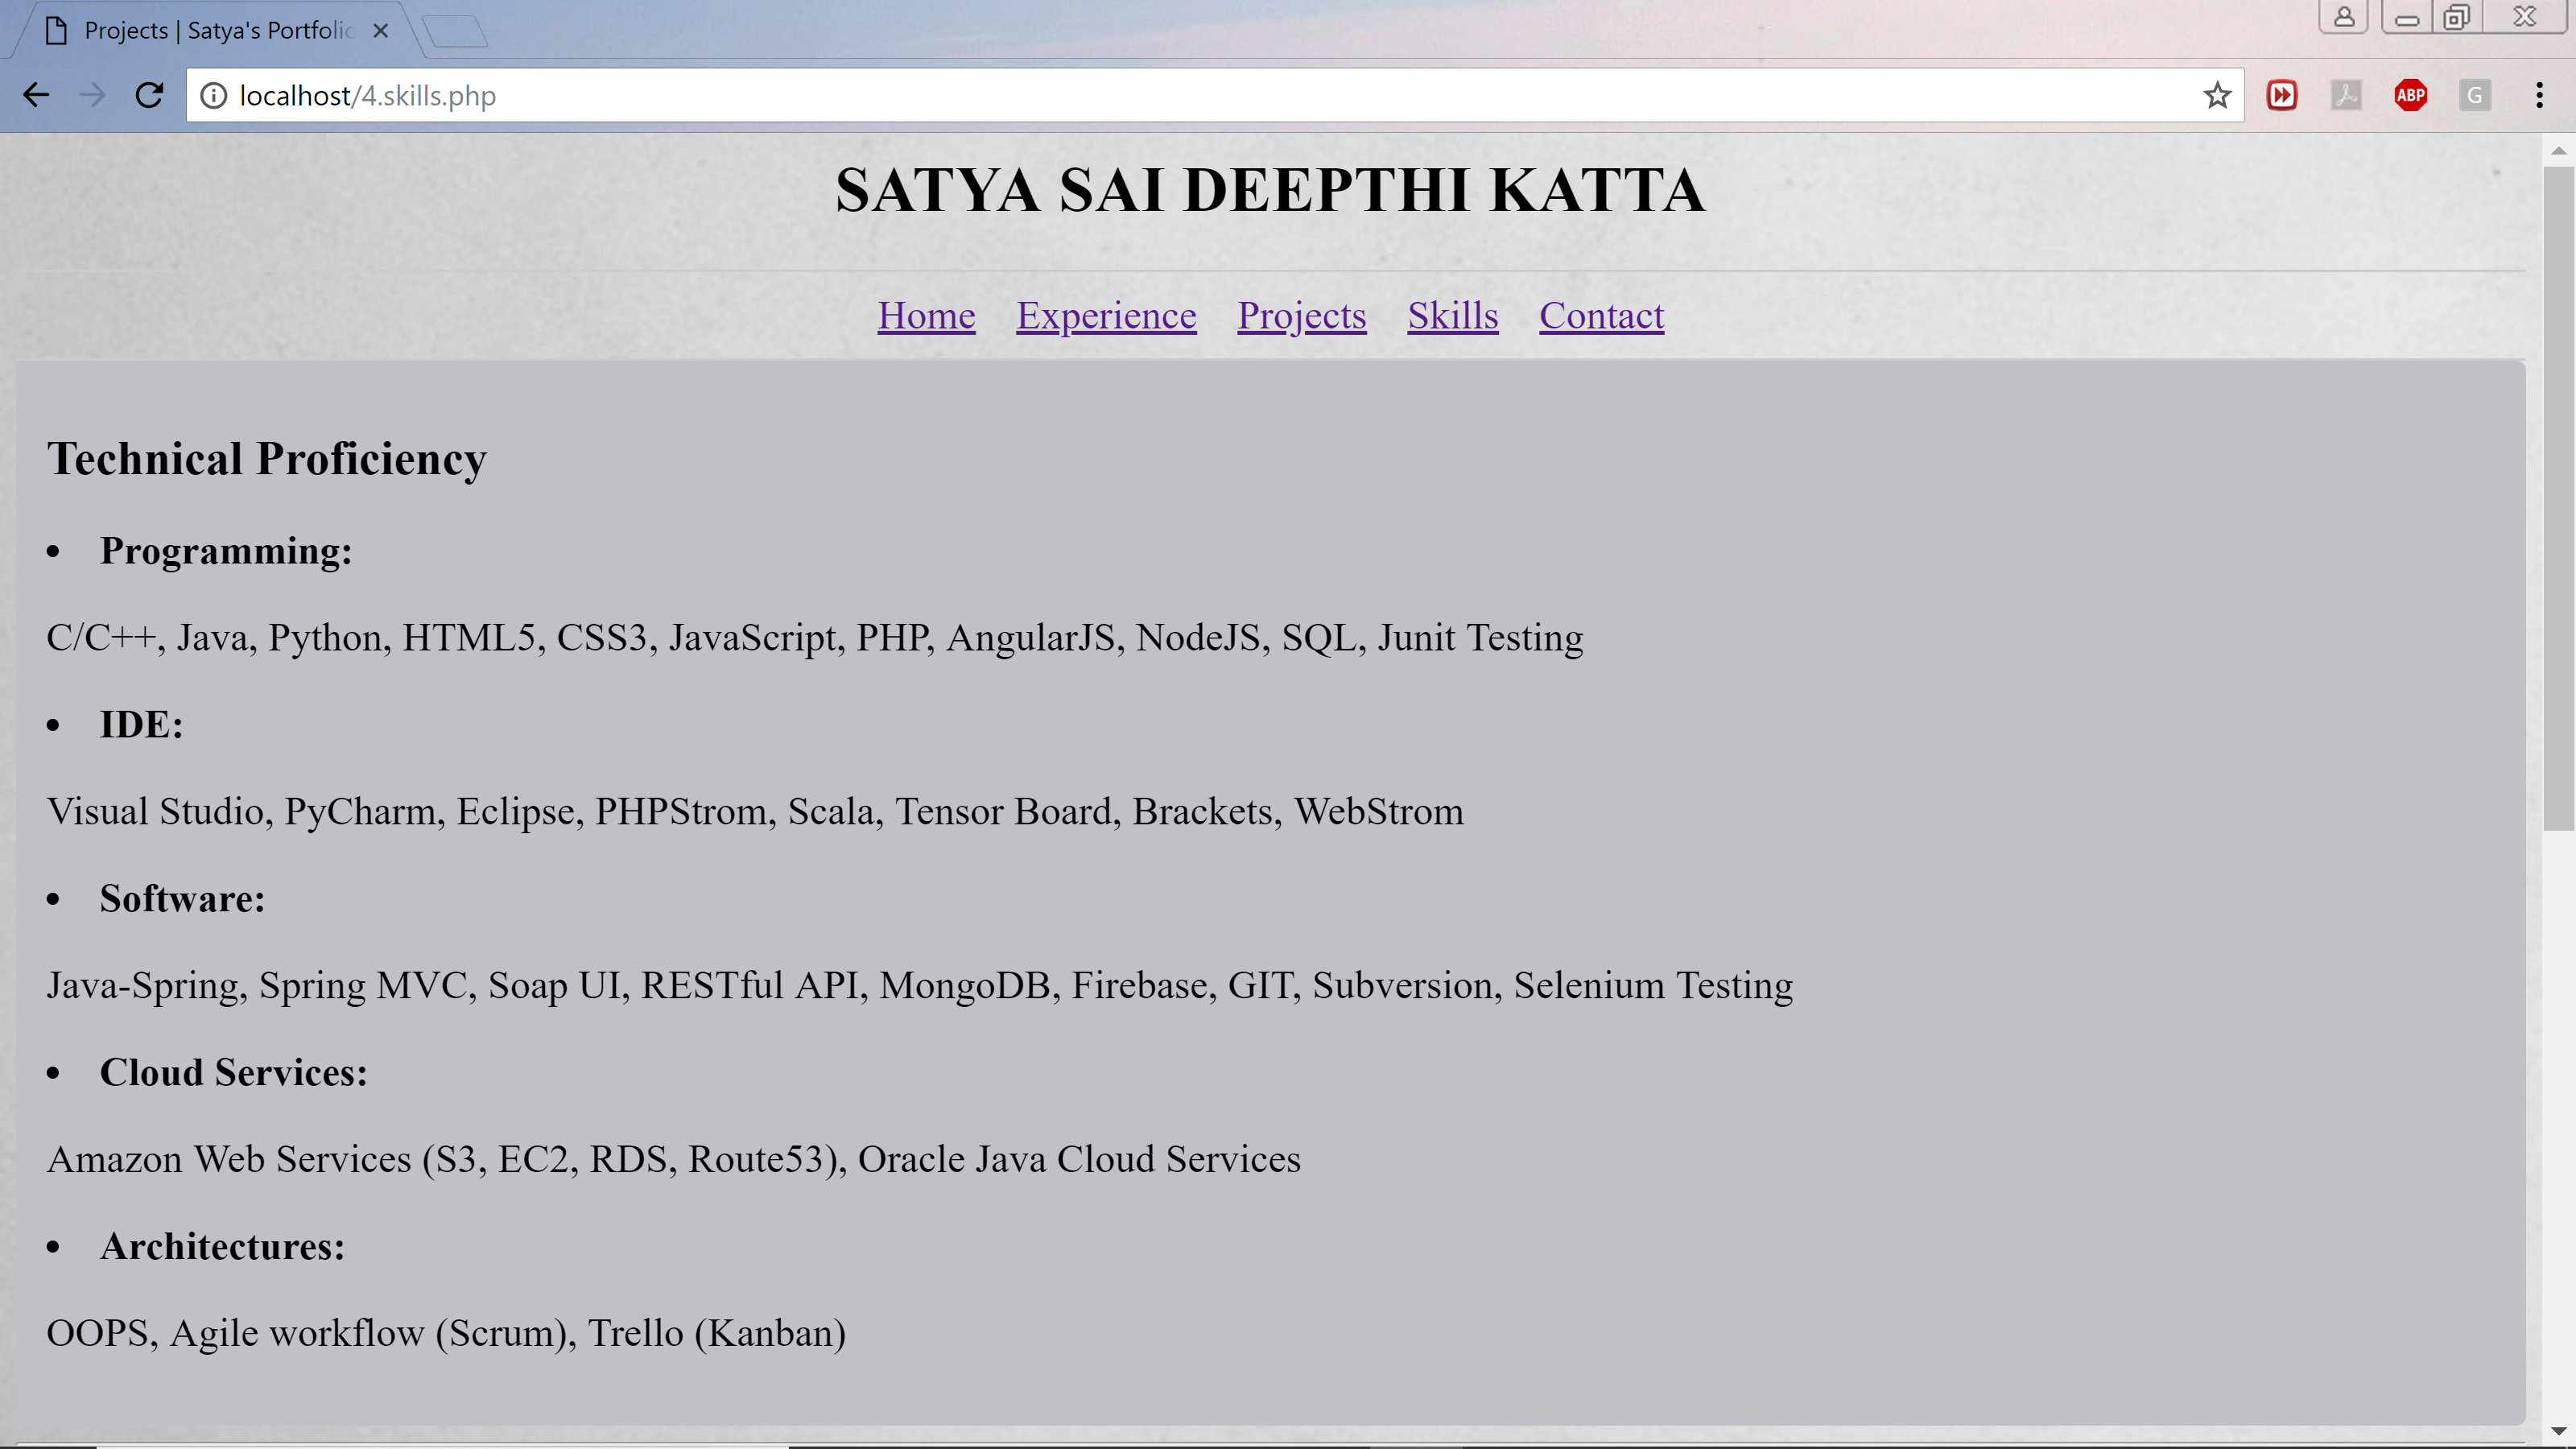 Projects | Satya's Portfolio
localhost/4.skills.php
ABP
G
SATYA SAI DEEPTHI KATTA
Home Experience Projects Skills Contact
Technical Proficiency
• Programming:
C/C++, Java, Python, HTML5, CSS3, JavaScript, PHP, AngularJS, NodeJS, SQL, Junit Testing
• IDE:
Visual Studio, PyCharm, Eclipse, PHPStrom, Scala, Tensor Board, Brackets, WebStrom
• Software:
Java-Spring, Spring MVC, Soap UI, RESTful API, MongoDB, Firebase, GIT, Subversion, Selenium Testing
• Cloud Services:
Amazon Web Services (S3, EC2, RDS, Route53), Oracle Java Cloud Services
• Architectures:
OOPS, Agile workflow (Scrum), Trello (Kanban)